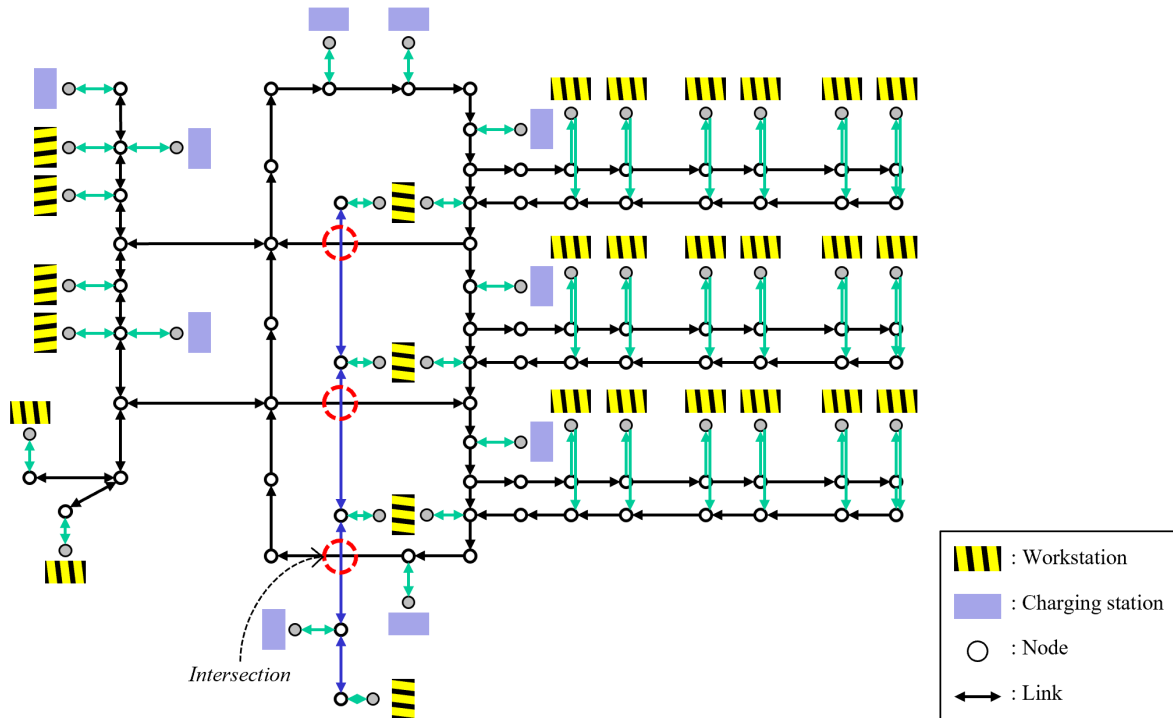 Intersection
: Workstation
: Charging station
: Node
: Link